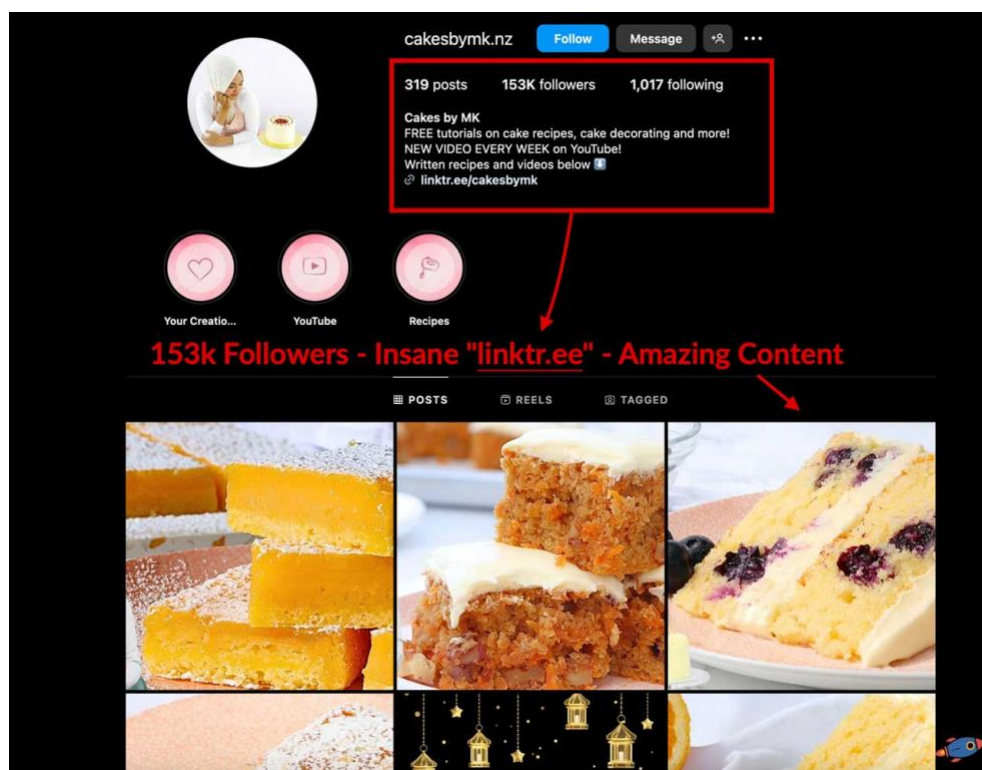 cakesbymk.nz Follow Message
319 posts 153K followers 1,017 following
Cakes by MK
FREE tutorials on cake recipes, cake decorating and more!
NEW VIDEO EVERY WEEK on YouTube!
Written recipes and videos below ⬇️
linktr.ee/cakesbymk
Your Creatio... YouTube Recipes
153k Followers - Insane "linktr.ee" - Amazing Content
POSTS REELS TAGGED